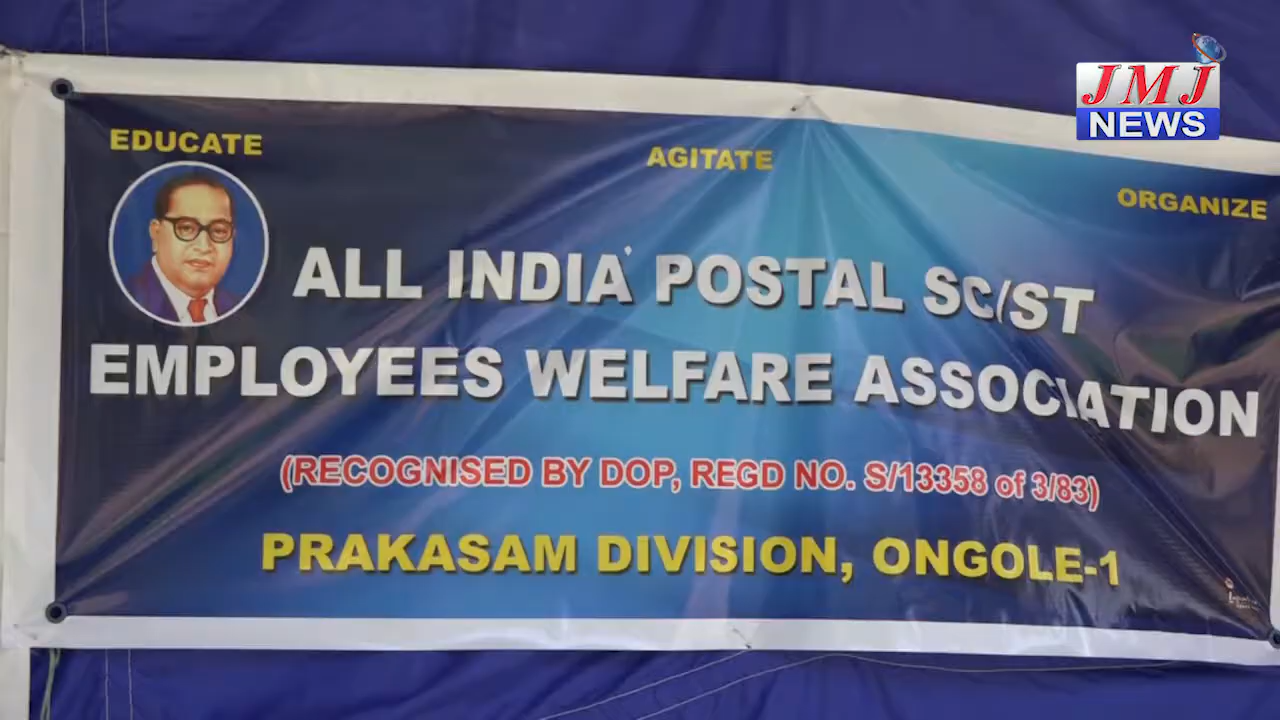 JMJ
NEWS
EDUCATE AGITATE ORGANIZE
ALL INDIA POSTAL SC/ST
EMPLOYEES WELFARE ASSOCIATION
(RECOGNISED BY DOP, REGD NO. S/13358 of 3/83)
PRAKASAM DIVISION, ONGOLE-1